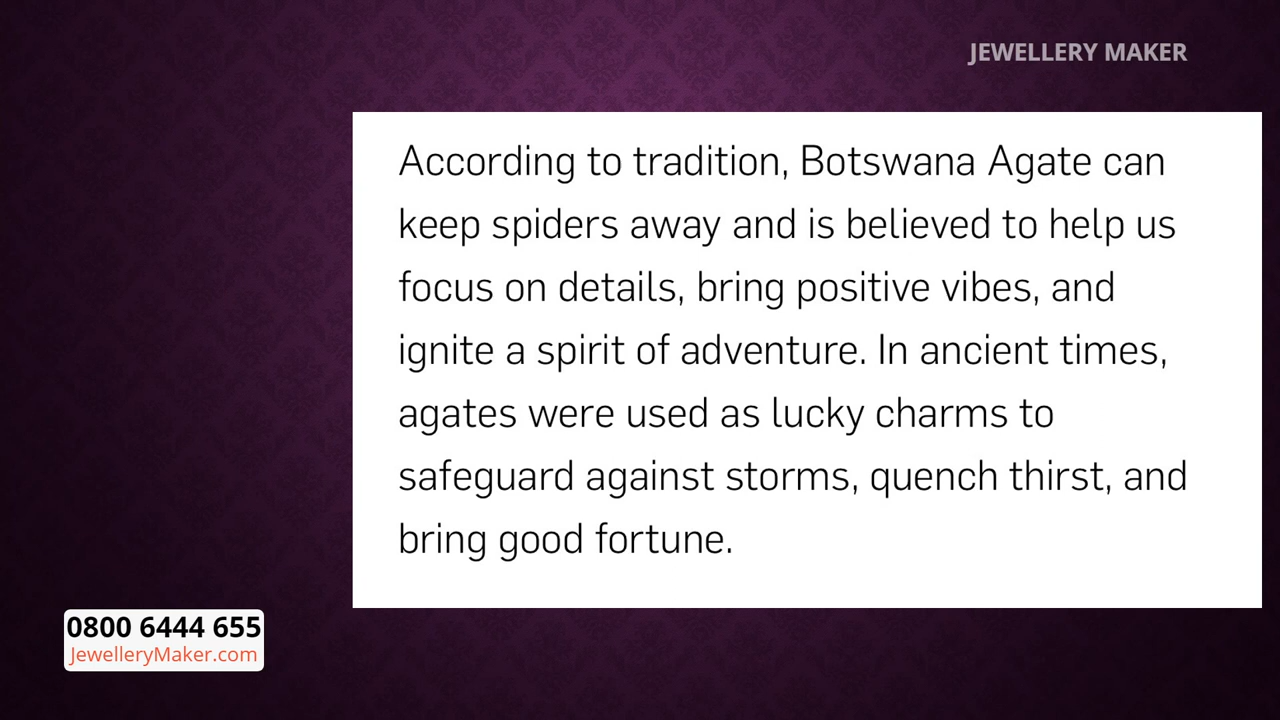 JEWELLERY MAKER
According to tradition, Botswana Agate can
keep spiders away and is believed to help us
focus on details, bring positive vibes, and
ignite a spirit of adventure. In ancient times,
agates were used as lucky charms to
safeguard against storms, quench thirst, and
bring good fortune.
0800 6444 655
JewelleryMaker.com